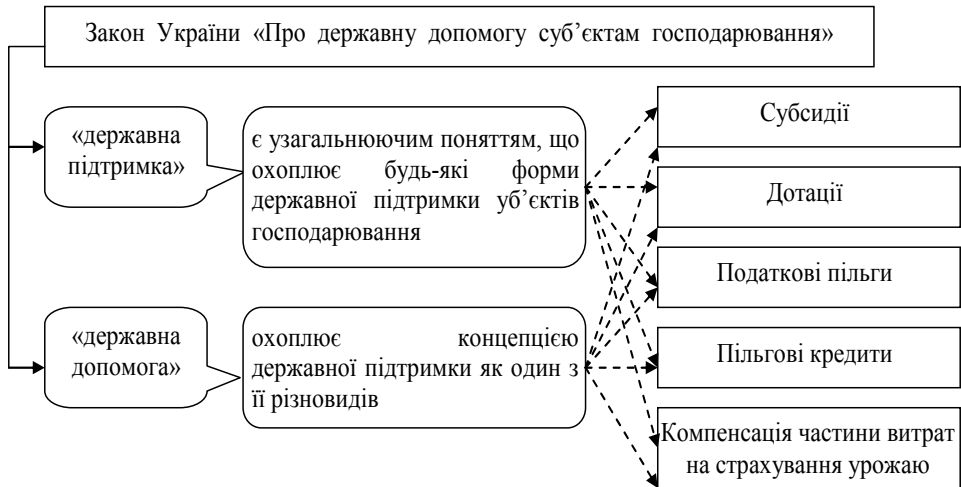 Закон України «Про державну допомогу суб’єктам господарювання»
«державна
підтримка»
є узагальнюючим поняттям, що
охоплює будь-які форми
державної підтримки уб’єктів
господарювання
«державна
допомога»
охоплює концепцією
державної підтримки як один з
її різновидів
Субсидії
Дотації
Податкові пільги
Пільгові кредити
Компенсація частини витрат
на страхування урожаю